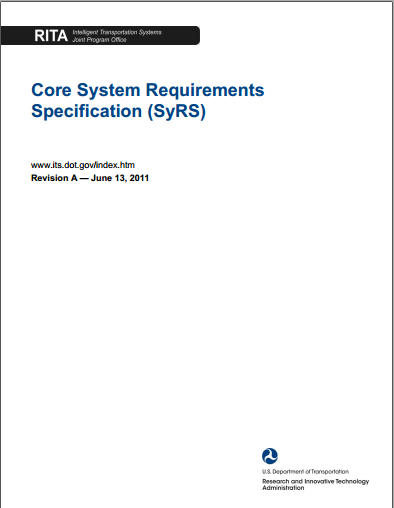 RITA Intelligent Transportation Systems
Joint Program Office
Core System Requirements
Specification (SyRS)
www.its.dot.gov/index.htm
Revision A — June 13, 2011
U.S. Department of Transportation
Research and Innovative Technology
Administration